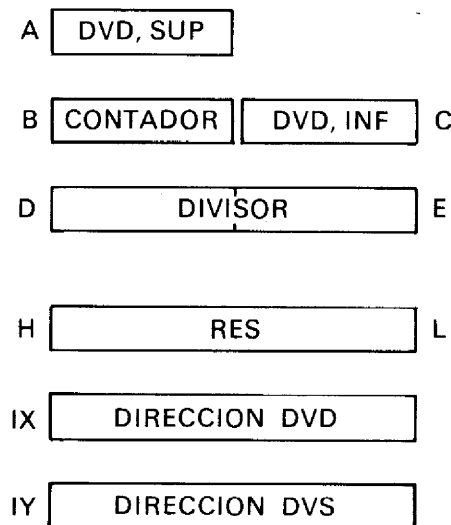 A DVD, SUP
B CONTADOR DVD, INF C
D DIVISOR E
H RES L
IX DIRECCION DVD
IY DIRECCION DVS